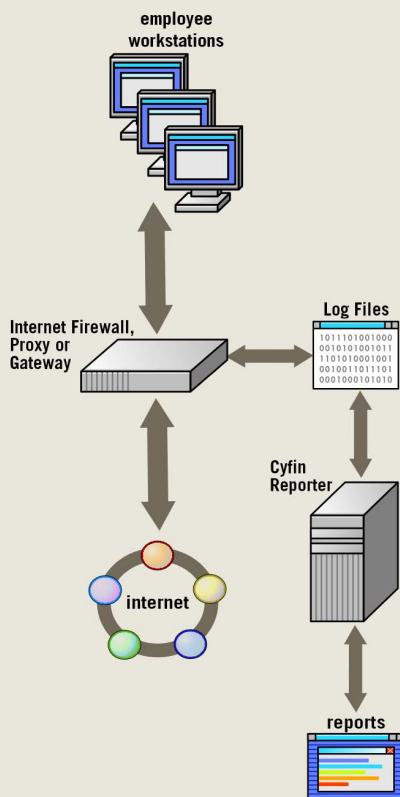 employee
workstations
Internet Firewall,
Proxy or
Gateway
Log Files
1011101001000
0010101001011
1101010001001
0010011011101
0001000101010
Cyfin
Reporter
internet
reports